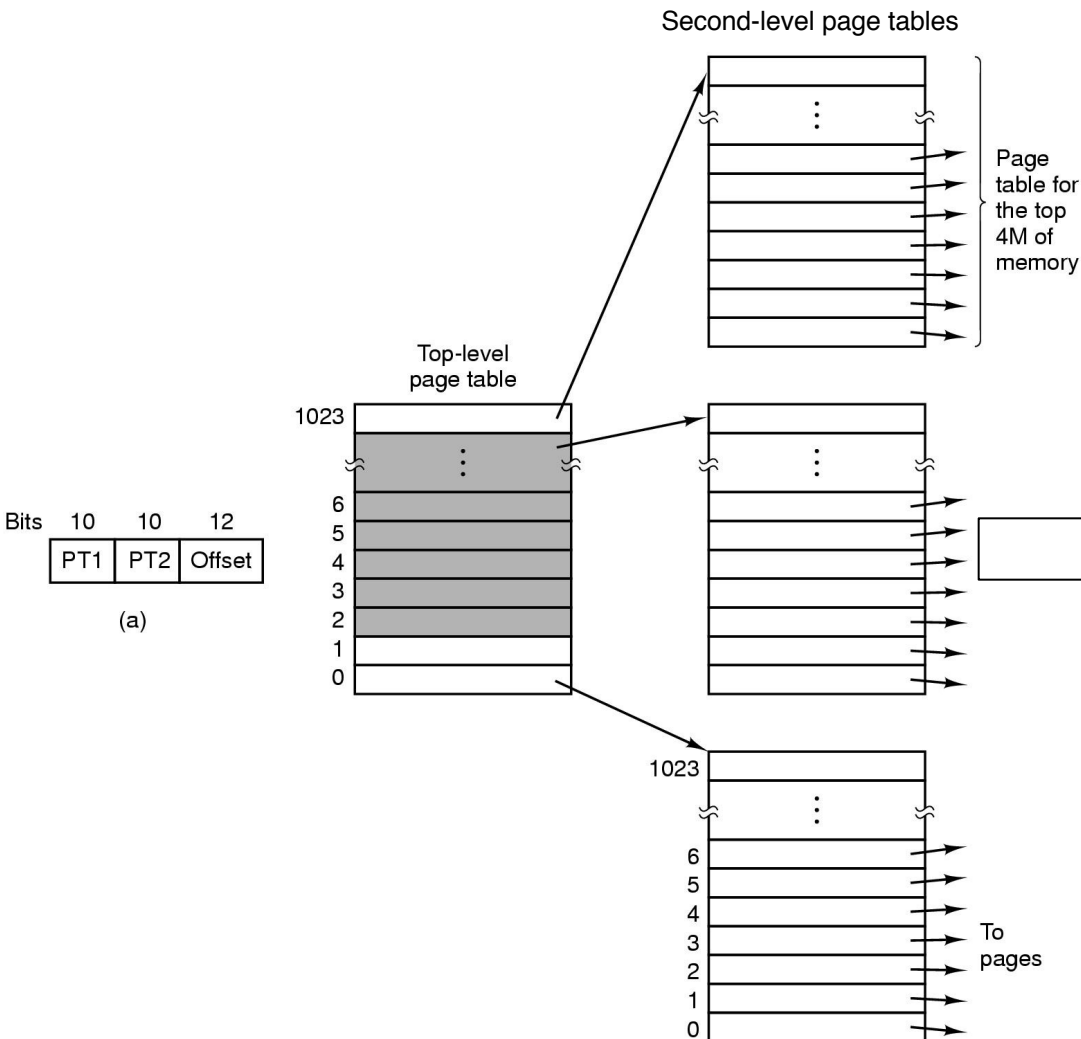 Second-level page tables
Page
table for
the top
4M of
memory
Top-level
page table
1023
6
5
4
3
2
1
0
Bits 10 10 12
PT1 PT2 Offset
(a)
1023
6
5
4
3
2
1
0
To
pages